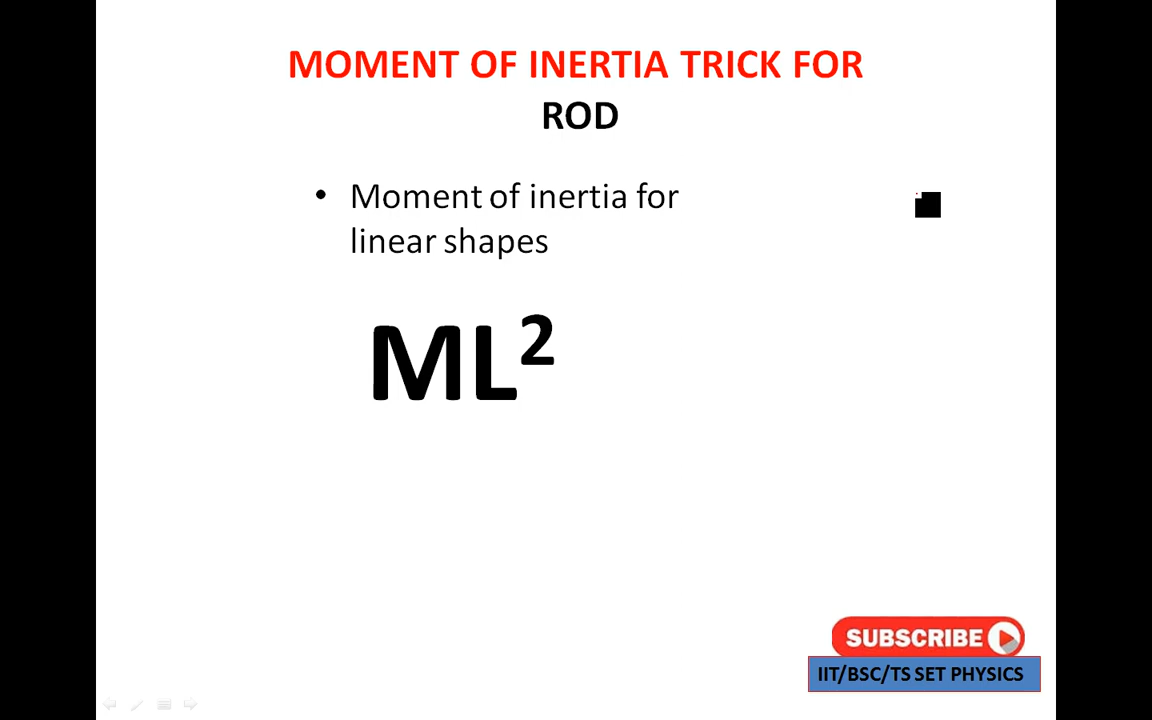 MOMENT OF INERTIA TRICK FOR
ROD
• Moment of inertia for
linear shapes
ML²
SUBSCRIBE
IIT/BSC/TS SET PHYSICS